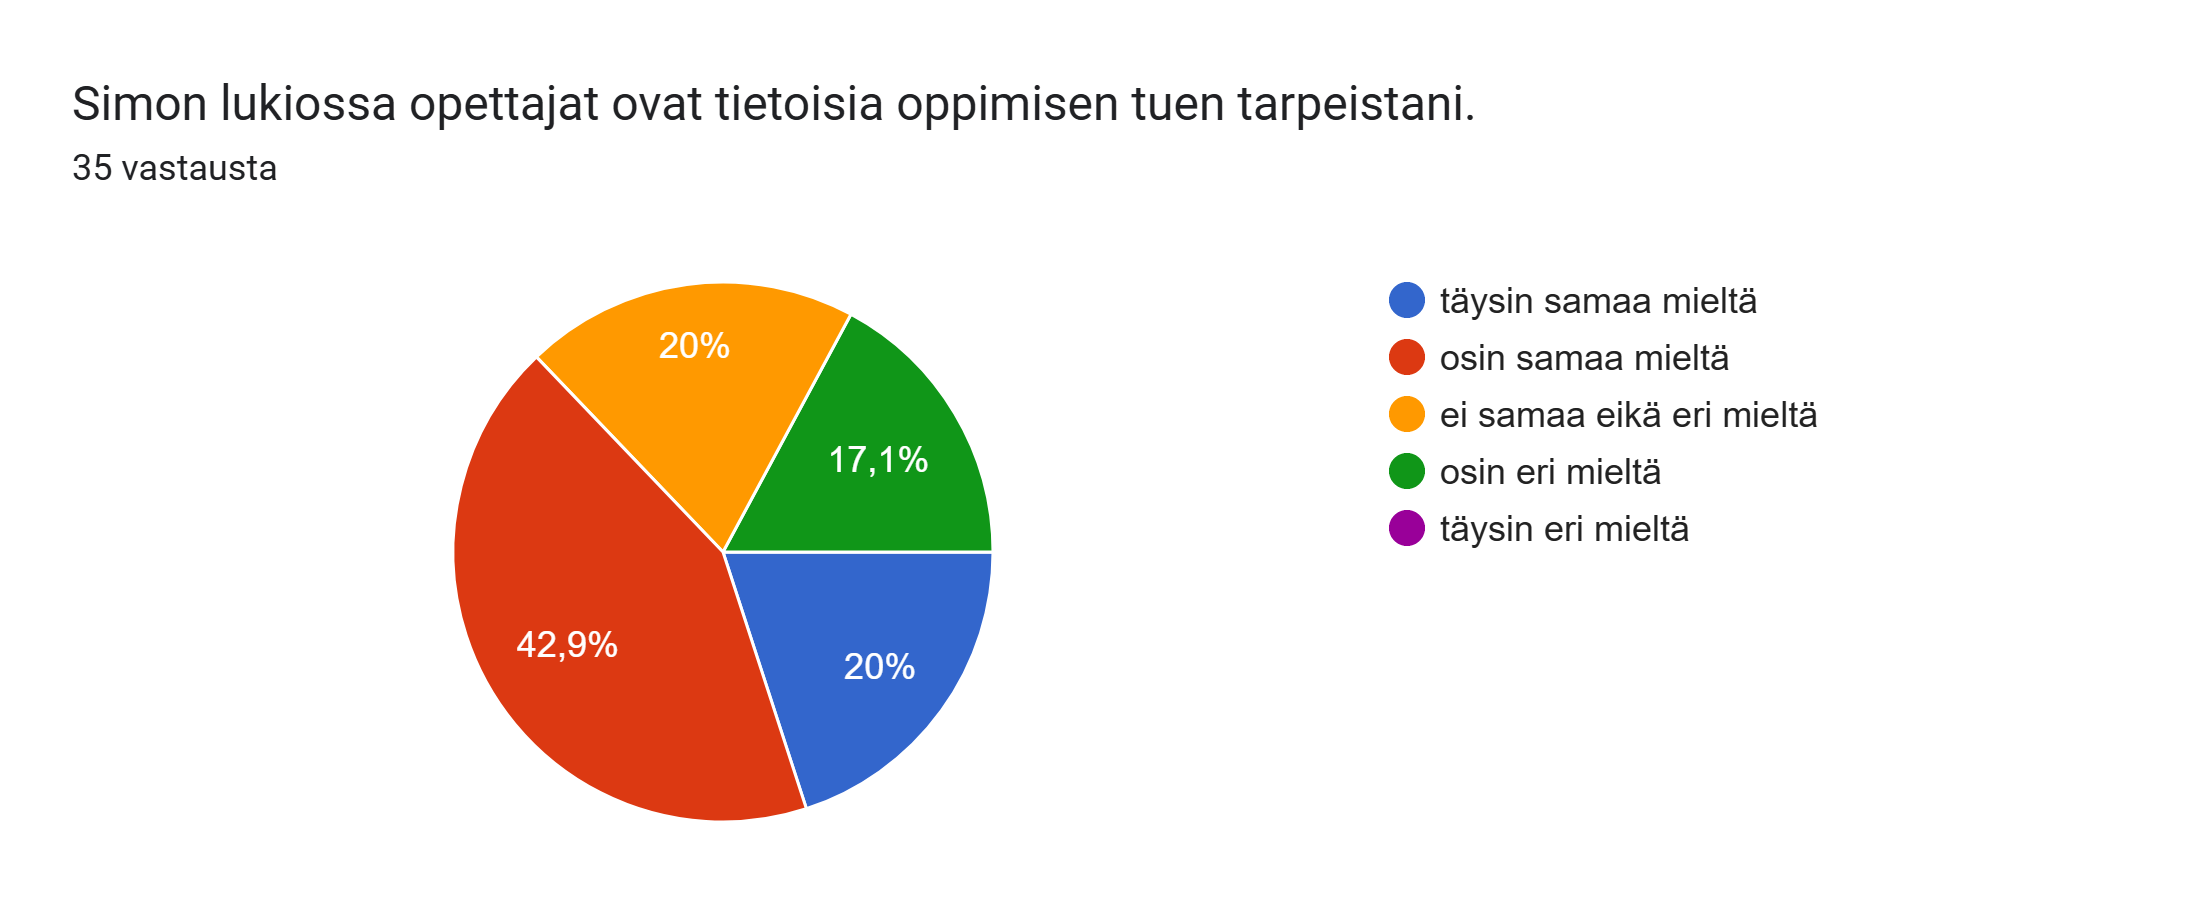 Simon lukiossa opettajat ovat tietoisia oppimisen tuen tarpeistani.
35 vastausta
20%
17,1%
42,9%
20%
täysin samaa mieltä
osin samaa mieltä
ei samaa eikä eri mieltä
osin eri mieltä
täysin eri mieltä